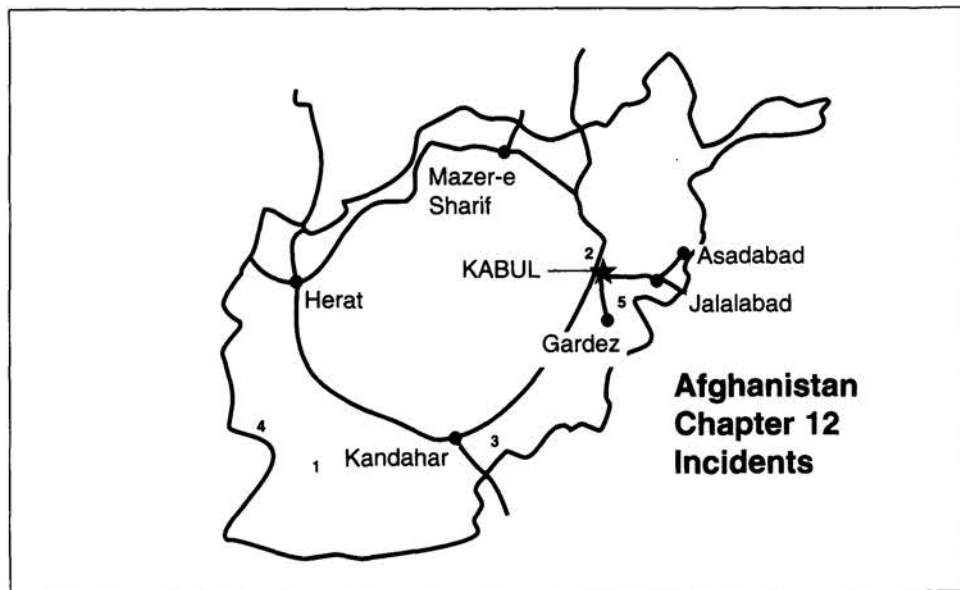 Mazer-e
Sharif
2
KABUL
Asadabad
Herat
5
Jalalabad
Gardez
Afghanistan
Chapter 12
Incidents
4
1
Kandahar
3